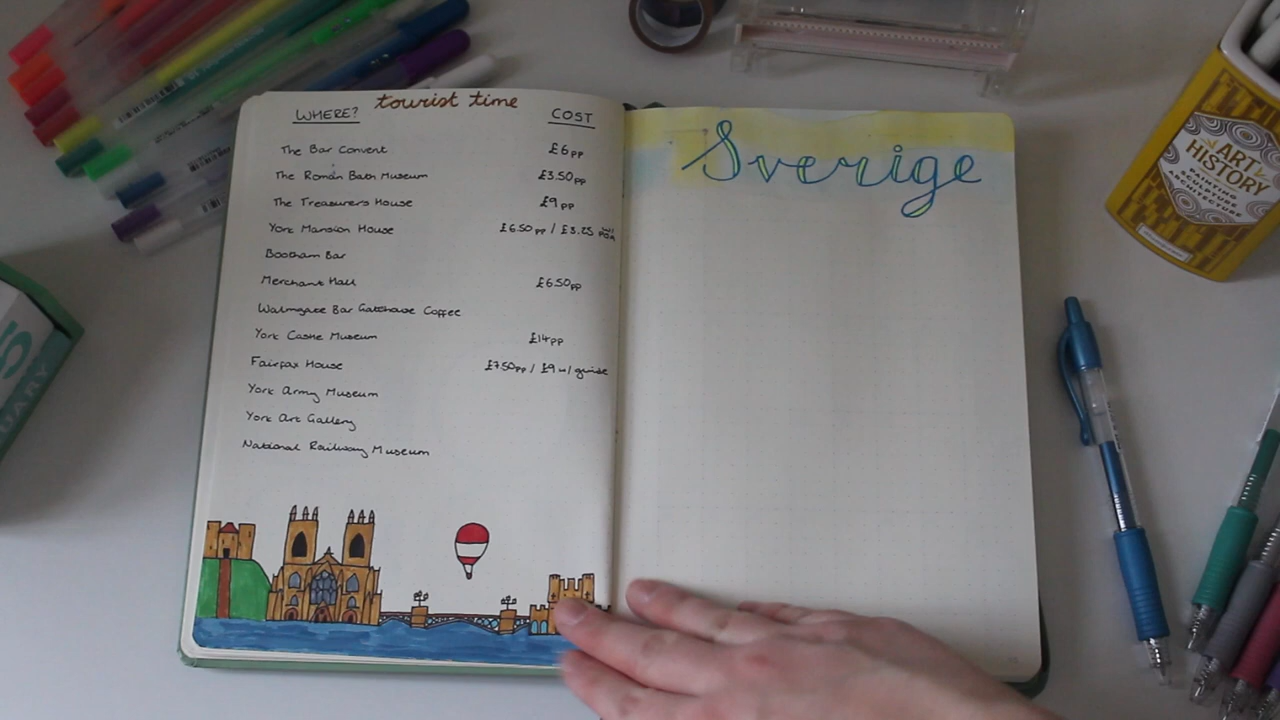 tourist time
WHERE? COST
The Bar Convent £6pp
The Roman Bath Museum £3.50pp
The Treasurers House £9pp
York Mansion House £6.50pp / £3.25
Bootham Bar
Merchant Hall £6.50pp
Walmgate Bar Gatehouse Coffee
York Castle Museum £14pp
Fairfax House £7.50pp / £9 w/ guide
York Army Museum
York Art Gallery
National Railway Museum
Sverige
ART
HISTORY
PAINTING
SCULPTURE
ARCHITECTURE